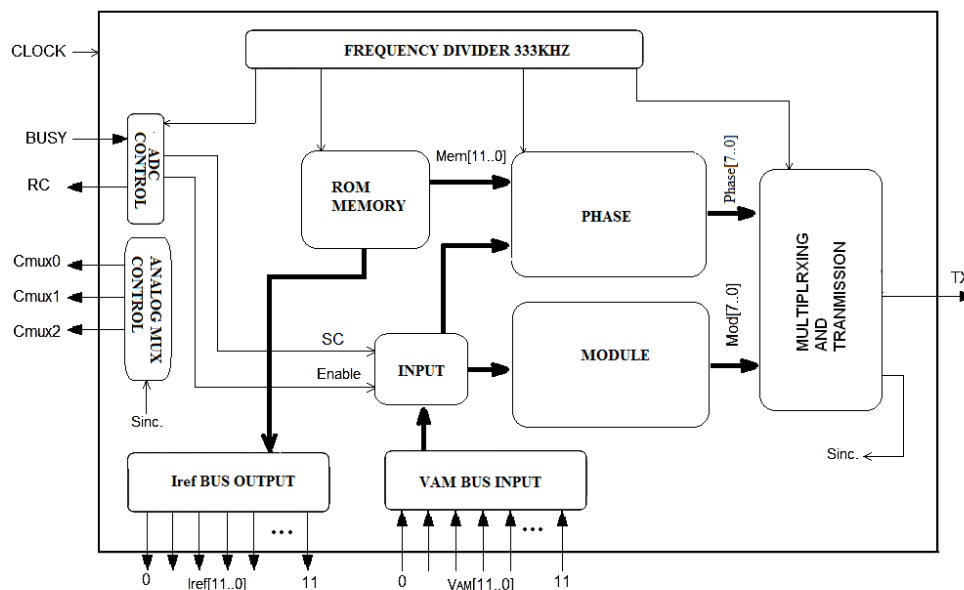 FREQUENCY DIVIDER 333KHZ
CLOCK
BUSY
RC
ADC
CONTROL
Mem[11..0]
ROM
MEMORY
PHASE
Phase[7..0]
Cmux0
Cmux1
Cmux2
ANALOG MUX
CONTROL
SC
Enable
INPUT
MODULE
Mod[7..0]
MULTIPLRXING
AND
TRANMISSION
TX
Sinc.
Sinc.
Iref BUS OUTPUT
VAM BUS INPUT
...
...
0
Iref[11..0]
11
0
VAM[11..0]
11